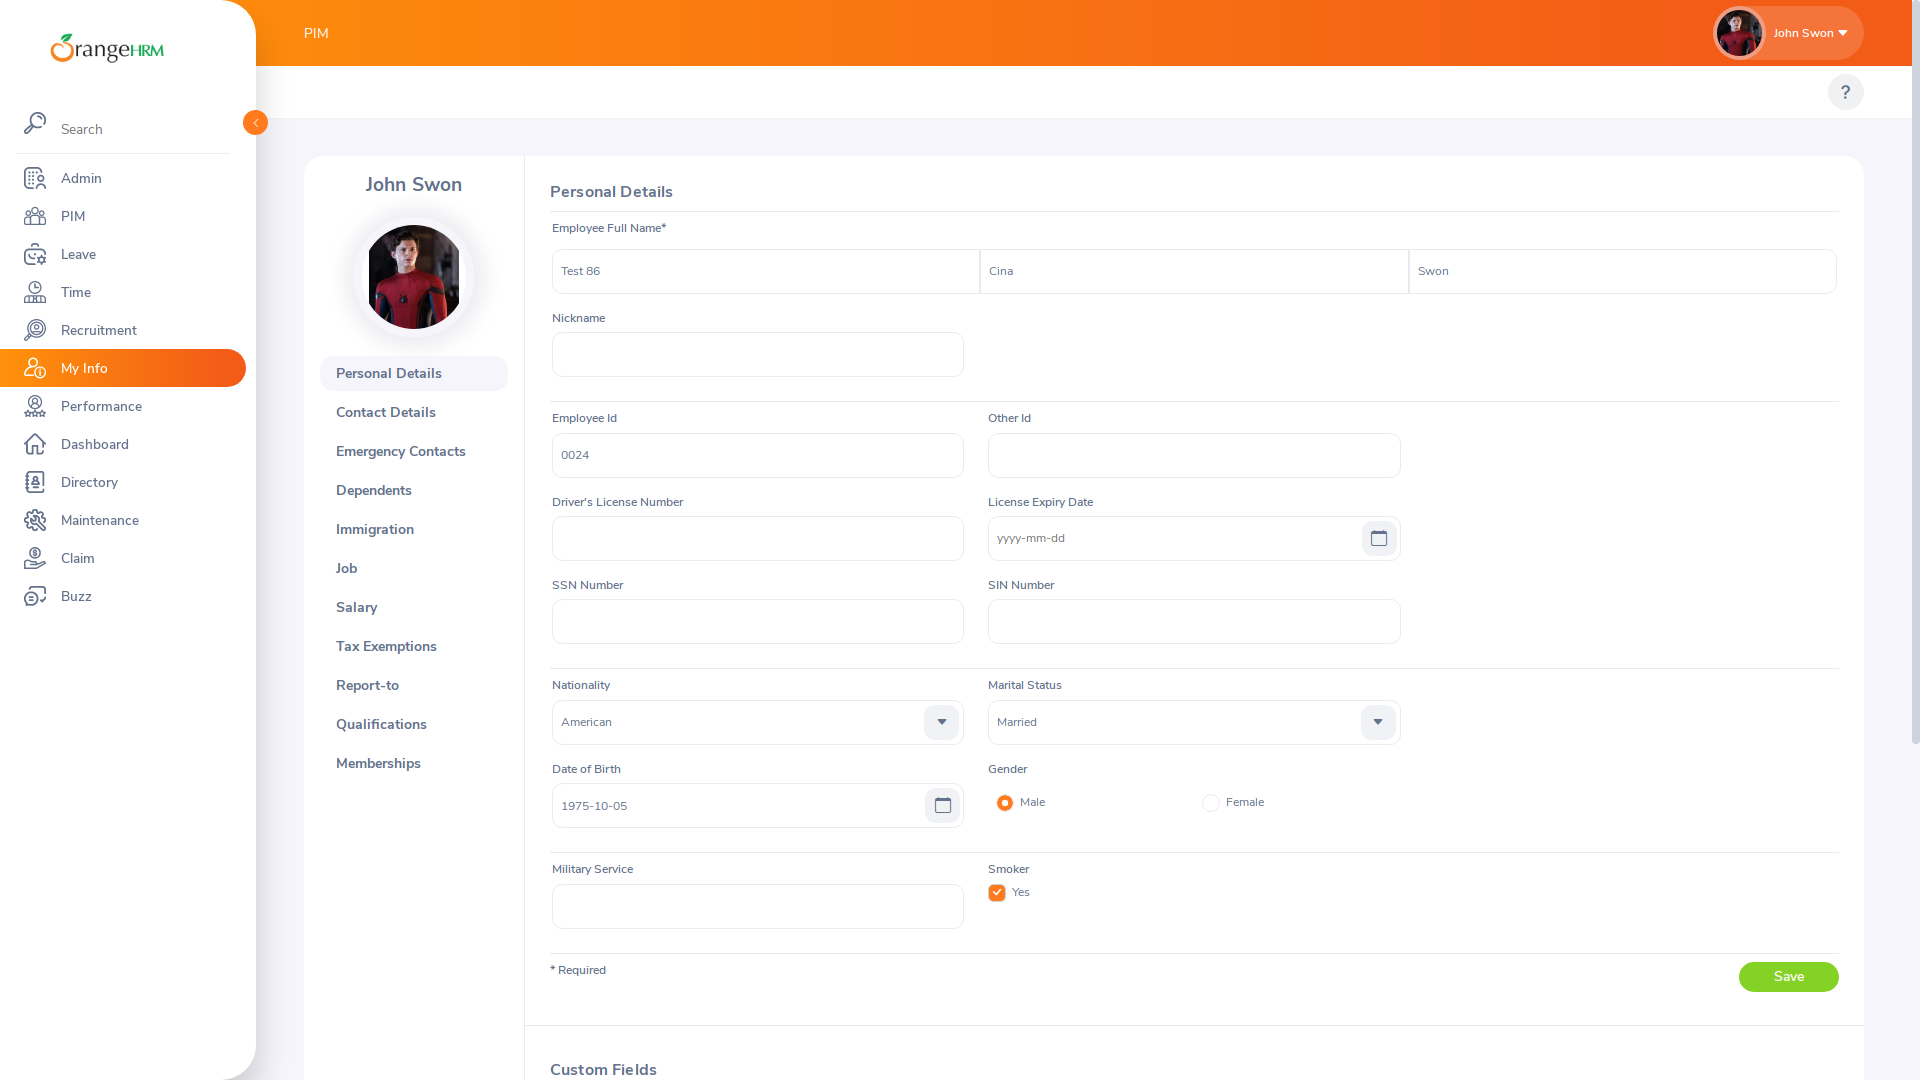 OrangeHRM
PIM
John Swon
?
Search
Admin
PIM
Leave
Time
Recruitment
My Info
Performance
Dashboard
Directory
Maintenance
Claim
Buzz
John Swon
Personal Details
Contact Details
Emergency Contacts
Dependents
Immigration
Job
Salary
Tax Exemptions
Report-to
Qualifications
Memberships
Personal Details
Employee Full Name*
Test 86 Cina Swon
Nickname
Employee Id Other Id
0024
Driver's License Number License Expiry Date
yyyy-mm-dd
SSN Number SIN Number
Nationality Marital Status
American Married
Date of Birth Gender
1975-10-05 Male Female
Military Service Smoker
Yes
* Required
Save
Custom Fields